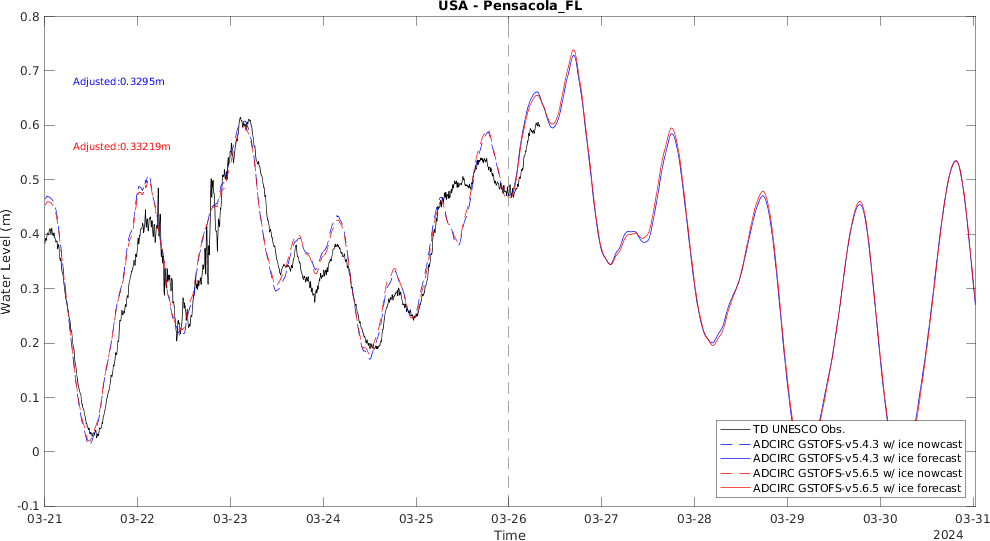 USA - Pensacola_FL
0.8
0.7
0.6
0.5
0.4
0.3
0.2
0.1
0
-0.1
Water Level (m)
Adjusted:0.3295m
Adjusted:0.33219m
TD UNESCO Obs.
ADCIRC GSTOFS-v5.4.3 w/ ice nowcast
ADCIRC GSTOFS-v5.4.3 w/ ice forecast
ADCIRC GSTOFS-v5.6.5 w/ ice nowcast
ADCIRC GSTOFS-v5.6.5 w/ ice forecast
03-21 03-22 03-23 03-24 03-25 03-26 03-27 03-28 03-29 03-30 03-31
Time
2024